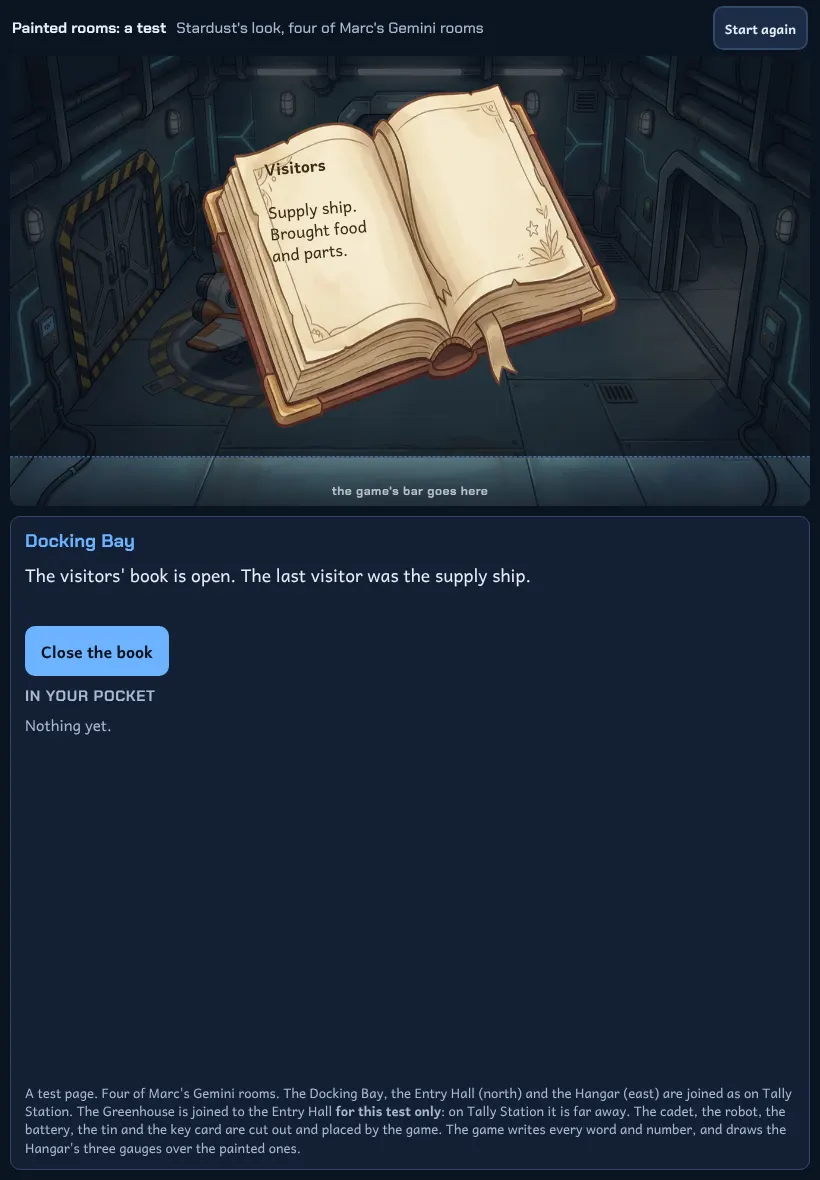 Painted rooms: a test Stardust's look, four of Marc's Gemini rooms
Start again
Visitors
Supply ship.
Brought food
and parts.
the game's bar goes here
Docking Bay
The visitors' book is open. The last visitor was the supply ship.
Close the book
IN YOUR POCKET
Nothing yet.
A test page. Four of Marc's Gemini rooms. The Docking Bay, the Entry Hall (north) and the Hangar (east) are joined as on Tally
Station. The Greenhouse is joined to the Entry Hall for this test only: on Tally Station it is far away. The cadet, the robot, the
battery, the tin and the key card are cut out and placed by the game. The game writes every word and number, and draws the
Hangar's three gauges over the painted ones.